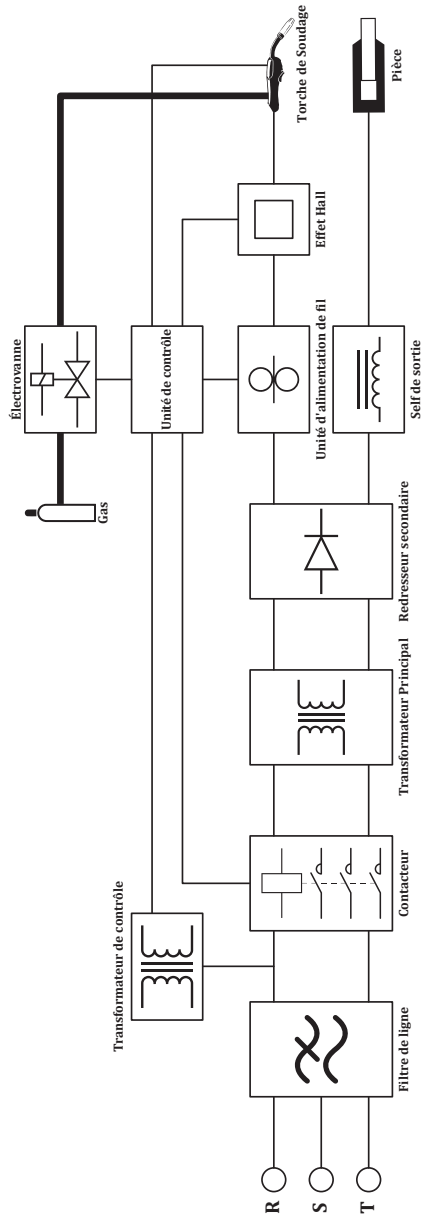 R
S
T
Filtre de ligne
Transformateur de contrôle
Contacteur
Transformateur Principal
Redresseur secondaire
Gas
Électrovanne
Unité de contrôle
Unité d'alimentation de fil
Self de sortie
Effet Hall
Torche de Soudage
Pièce